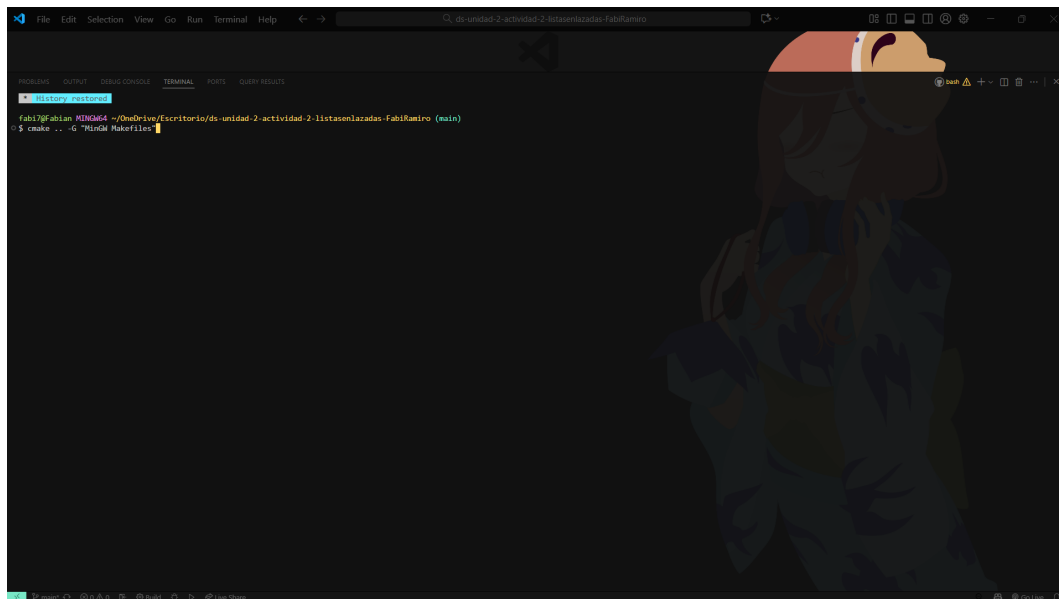 File Edit Selection View Go Run Terminal Help
ds-unidad-2-actividad-2-listasenlazadas-FabiRamiro
PROBLEMS OUTPUT DEBUG CONSOLE TERMINAL PORTS QUERY RESULTS
bash
* History restored
fabi7@Fabian MINGW64 ~/OneDrive/Escritorio/ds-unidad-2-actividad-2-listasenlazadas-FabiRamiro (main)
$ cmake .. -G "MinGW Makefiles"
main* 0 0 Build Live Share Go Live